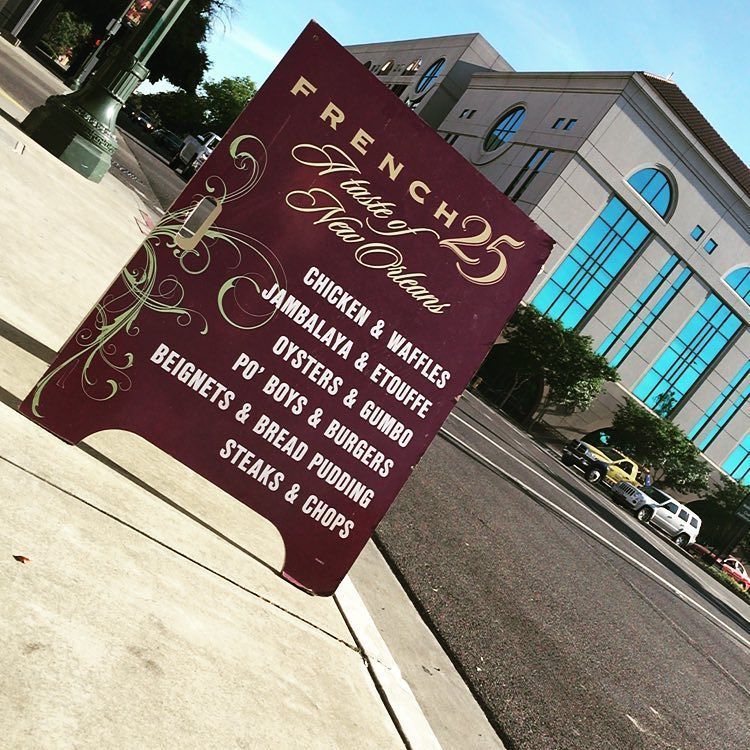 FRENCH 25
A taste of
New Orleans
CHICKEN & WAFFLES
JAMBALAYA & ETOUFFE
OYSTERS & GUMBO
PO' BOYS & BURGERS
BEIGNETS & BREAD PUDDING
STEAKS & CHOPS